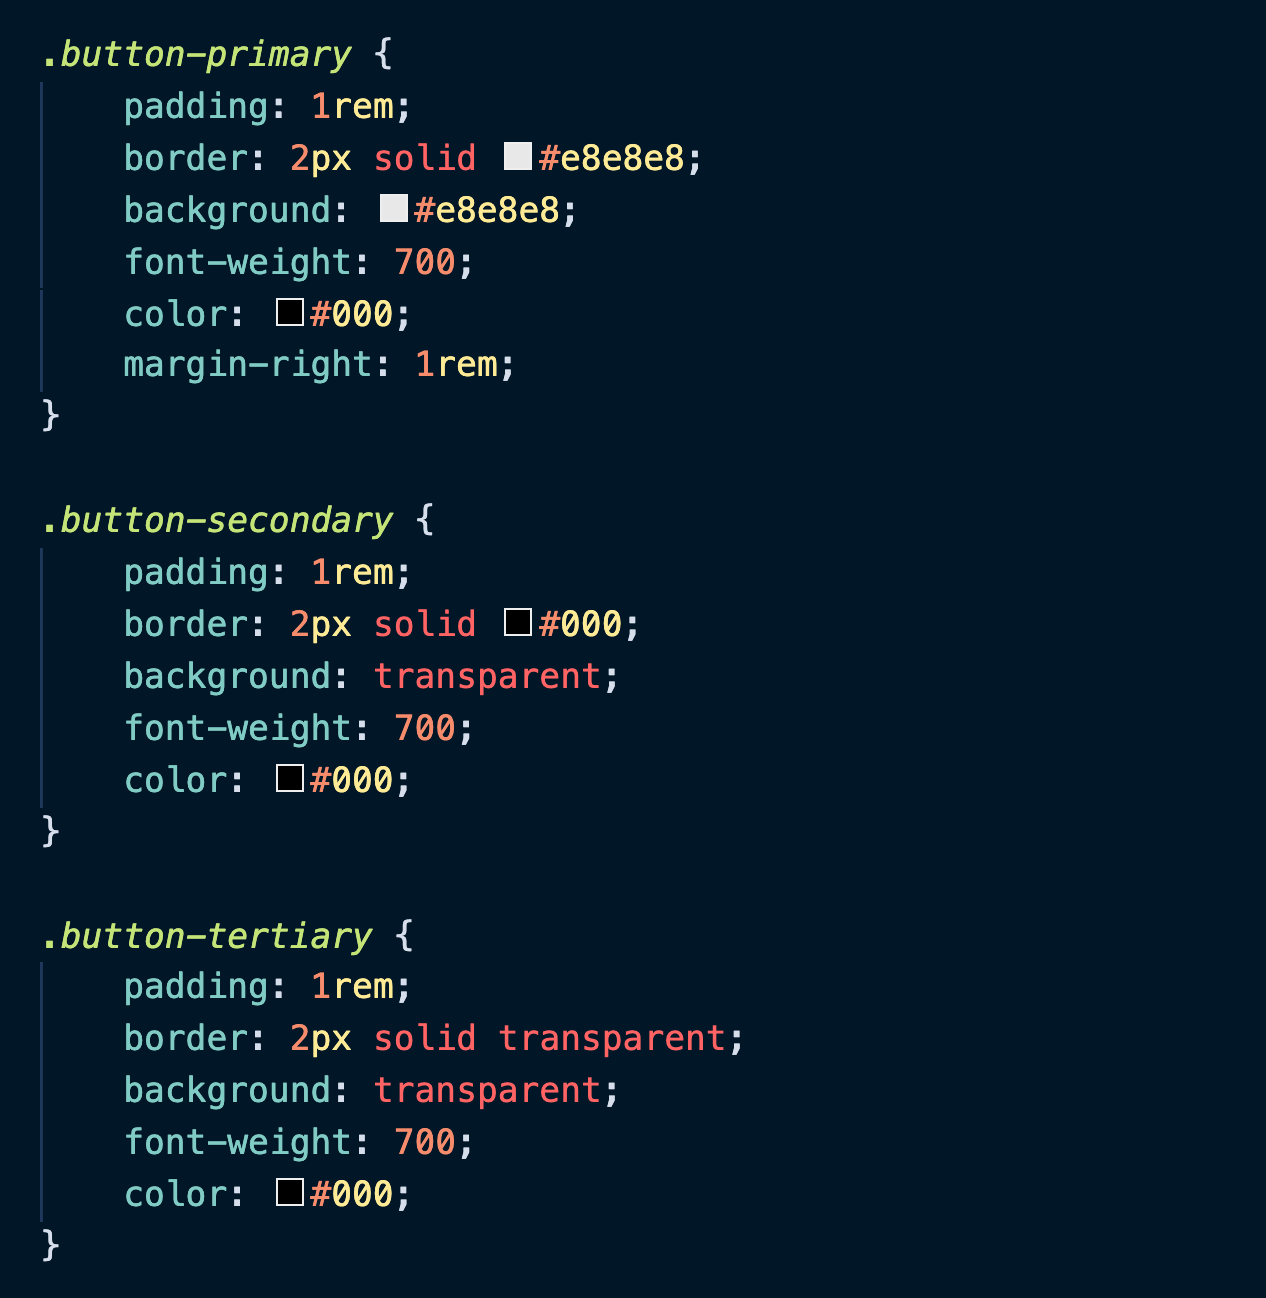 .button-primary {
    padding: 1rem;
    border: 2px solid #e8e8e8;
    background: #e8e8e8;
    font-weight: 700;
    color: #000;
    margin-right: 1rem;
}

.button-secondary {
    padding: 1rem;
    border: 2px solid #000;
    background: transparent;
    font-weight: 700;
    color: #000;
}

.button-tertiary {
    padding: 1rem;
    border: 2px solid transparent;
    background: transparent;
    font-weight: 700;
    color: #000;
}